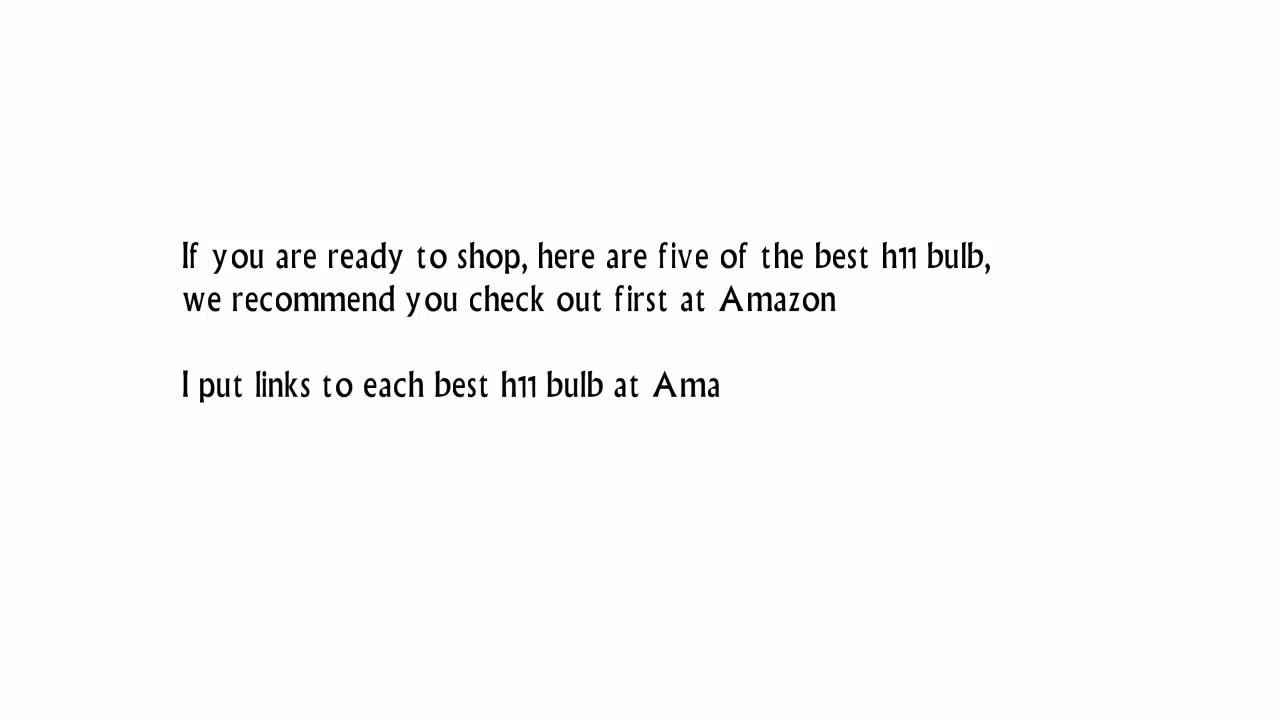 If you are ready to shop, here are five of the best h11 bulb,
we recommend you check out first at Amazon
I put links to each best h11 bulb at Ama